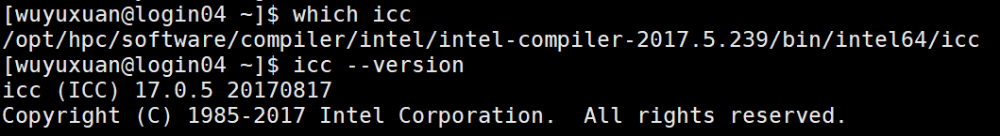 [wuyuxuan@login04 ~]$ which icc
/opt/hpc/software/compiler/intel/intel-compiler-2017.5.239/bin/intel64/icc
[wuyuxuan@login04 ~]$ icc --version
icc (ICC) 17.0.5 20170817
Copyright (C) 1985-2017 Intel Corporation.  All rights reserved.